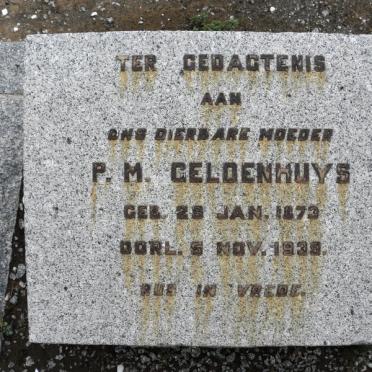 TER GEDAGTENIS
AAN
ONS DIERBARE MOEDER
P. M. GELDENHUYS
GEB. 28 JAN. 1873
OORL. 5 NOV. 1939.
RUS IN VREDE.